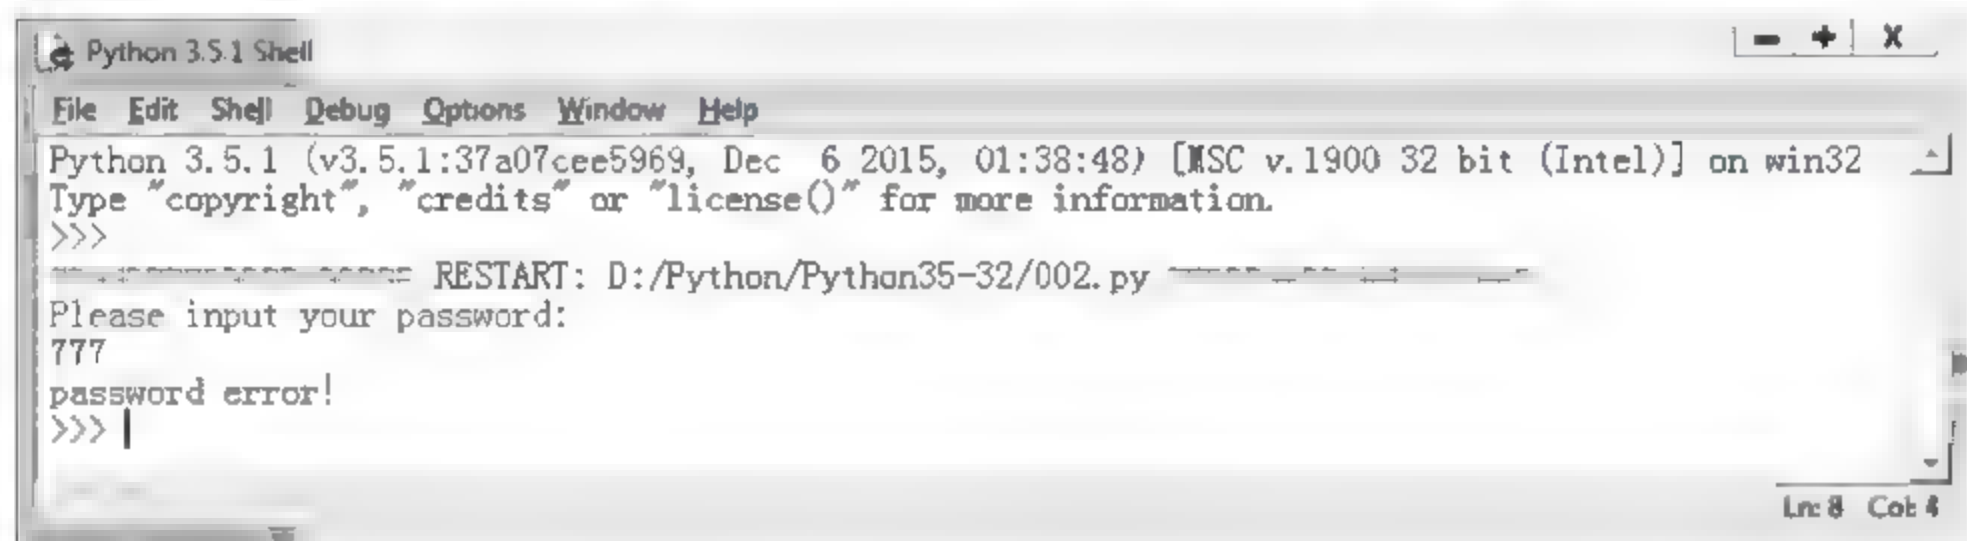 Python 3.5.1 Shell
File Edit Shell Debug Options Window Help
Python 3.5.1 (v3.5.1:37a07cee5969, Dec  6 2015, 01:38:48) [MSC v.1900 32 bit (Intel)] on win32
Type "copyright", "credits" or "license()" for more information.
>>>
RESTART: D:/Python/Python35-32/002.py
Please input your password:
777
password error!
>>>
Ln: 8 Col: 4